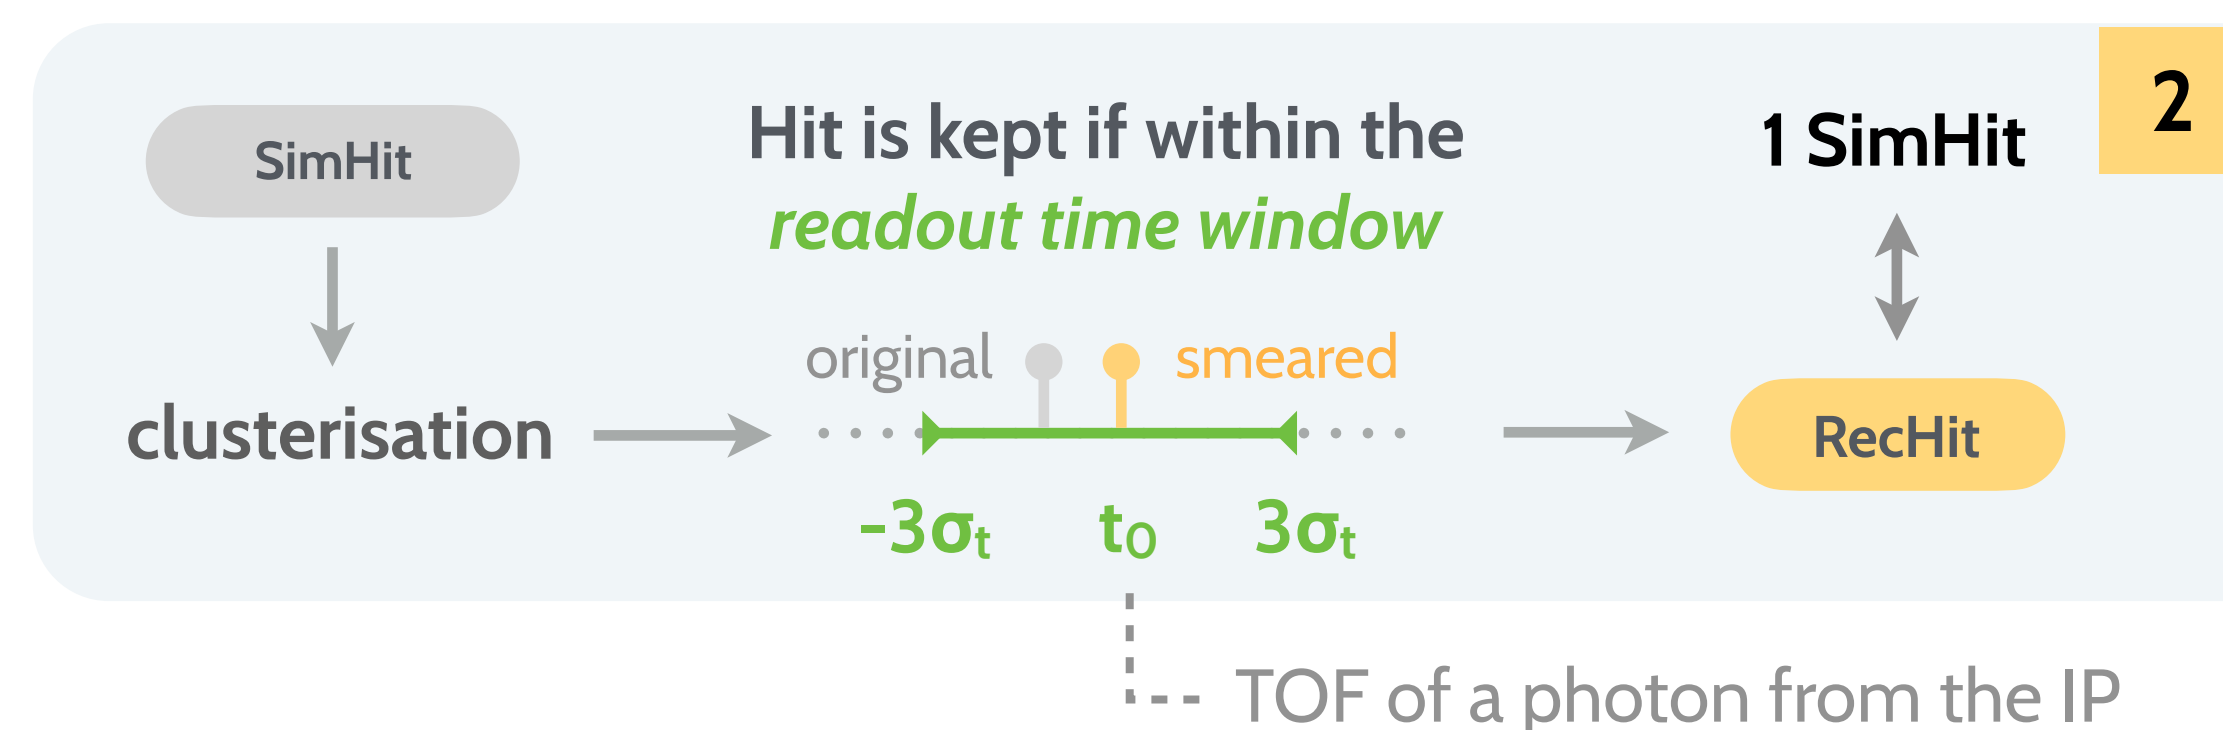 2
SimHit
Hit is kept if within the
readout time window
1 SimHit
original
smeared
clusterisation
RecHit
-3σt
t0
3σt
TOF of a photon from the IP